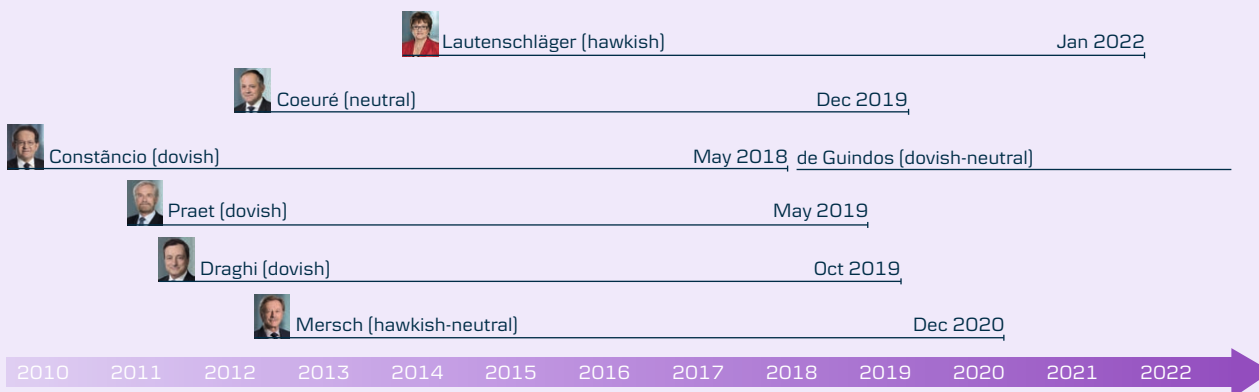 Lautenschläger (hawkish) Jan 2022
Coeuré (neutral) Dec 2019
Constãncio (dovish) May 2018 de Guindos (dovish-neutral)
Praet (dovish) May 2019
Draghi (dovish) Oct 2019
Mersch (hawkish-neutral) Dec 2020
2010 2011 2012 2013 2014 2015 2016 2017 2018 2019 2020 2021 2022